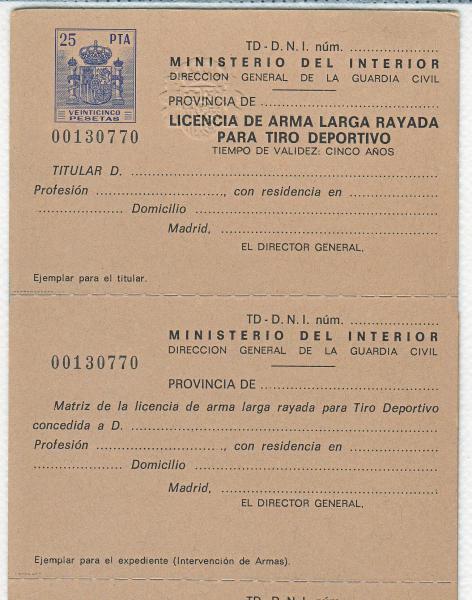 25 PTA
VEINTICINCO
PESETAS
00130770
TD - D. N. I. núm. ........................
MINISTERIO DEL INTERIOR
DIRECCION GENERAL DE LA GUARDIA CIVIL
PROVINCIA DE ................................................
LICENCIA DE ARMA LARGA RAYADA
PARA TIRO DEPORTIVO
TIEMPO DE VALIDEZ: CINCO AÑOS
TITULAR D. ................................................................................
Profesión ........................................, con residencia en ........................
........................ Domicilio ................................................................
Madrid, ................................................
EL DIRECTOR GENERAL,
Ejemplar para el titular.
TD - D. N. I. núm. ........................
MINISTERIO DEL INTERIOR
DIRECCION GENERAL DE LA GUARDIA CIVIL
00130770
PROVINCIA DE ................................................
Matriz de la licencia de arma larga rayada para Tiro Deportivo
concedida a D. ................................................................................
Profesión ........................................, con residencia en ........................
........................ Domicilio ................................................................
Madrid, ................................................
EL DIRECTOR GENERAL,
Ejemplar para el expediente (Intervención de Armas).
TD - D. N. I. núm.